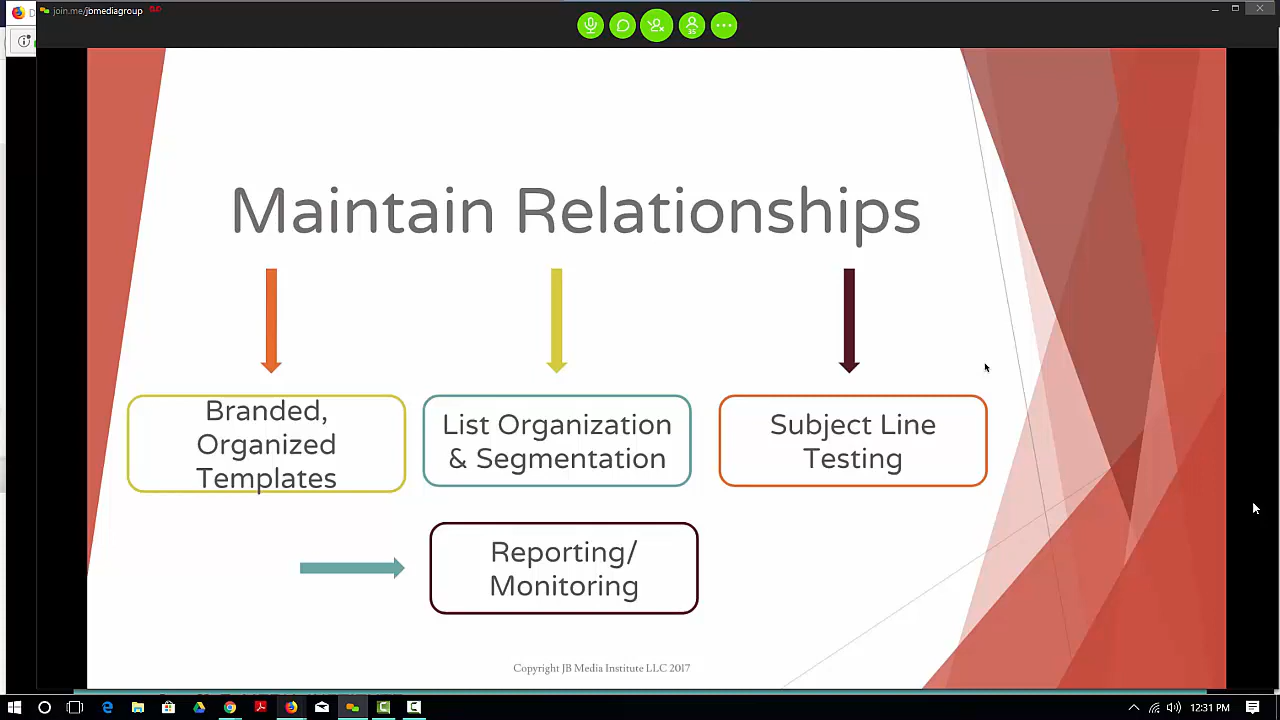 join.me/jbmediagroup
35
Maintain Relationships
Branded,
Organized
Templates
List Organization
& Segmentation
Subject Line
Testing
Reporting/
Monitoring
Copyright JB Media Institute LLC 2017
12:31 PM